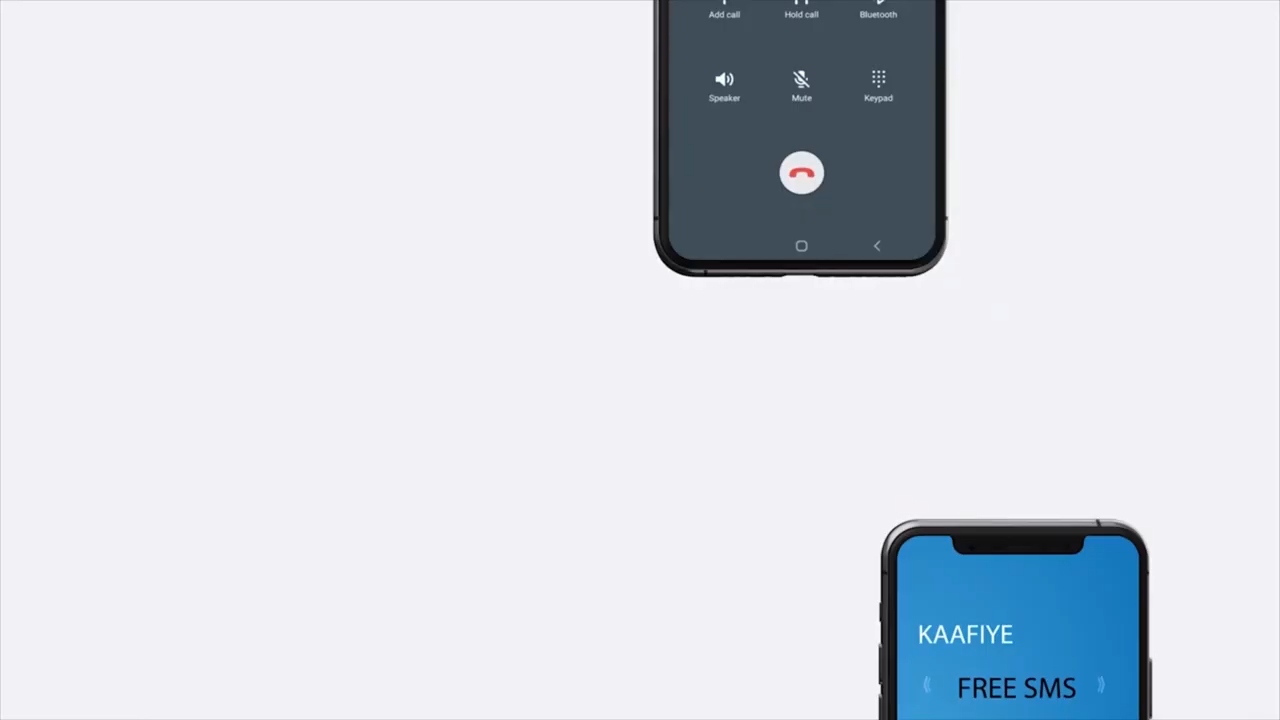 Add call Hold call Bluetooth
Speaker Mute Keypad
KAAFIYE
FREE SMS